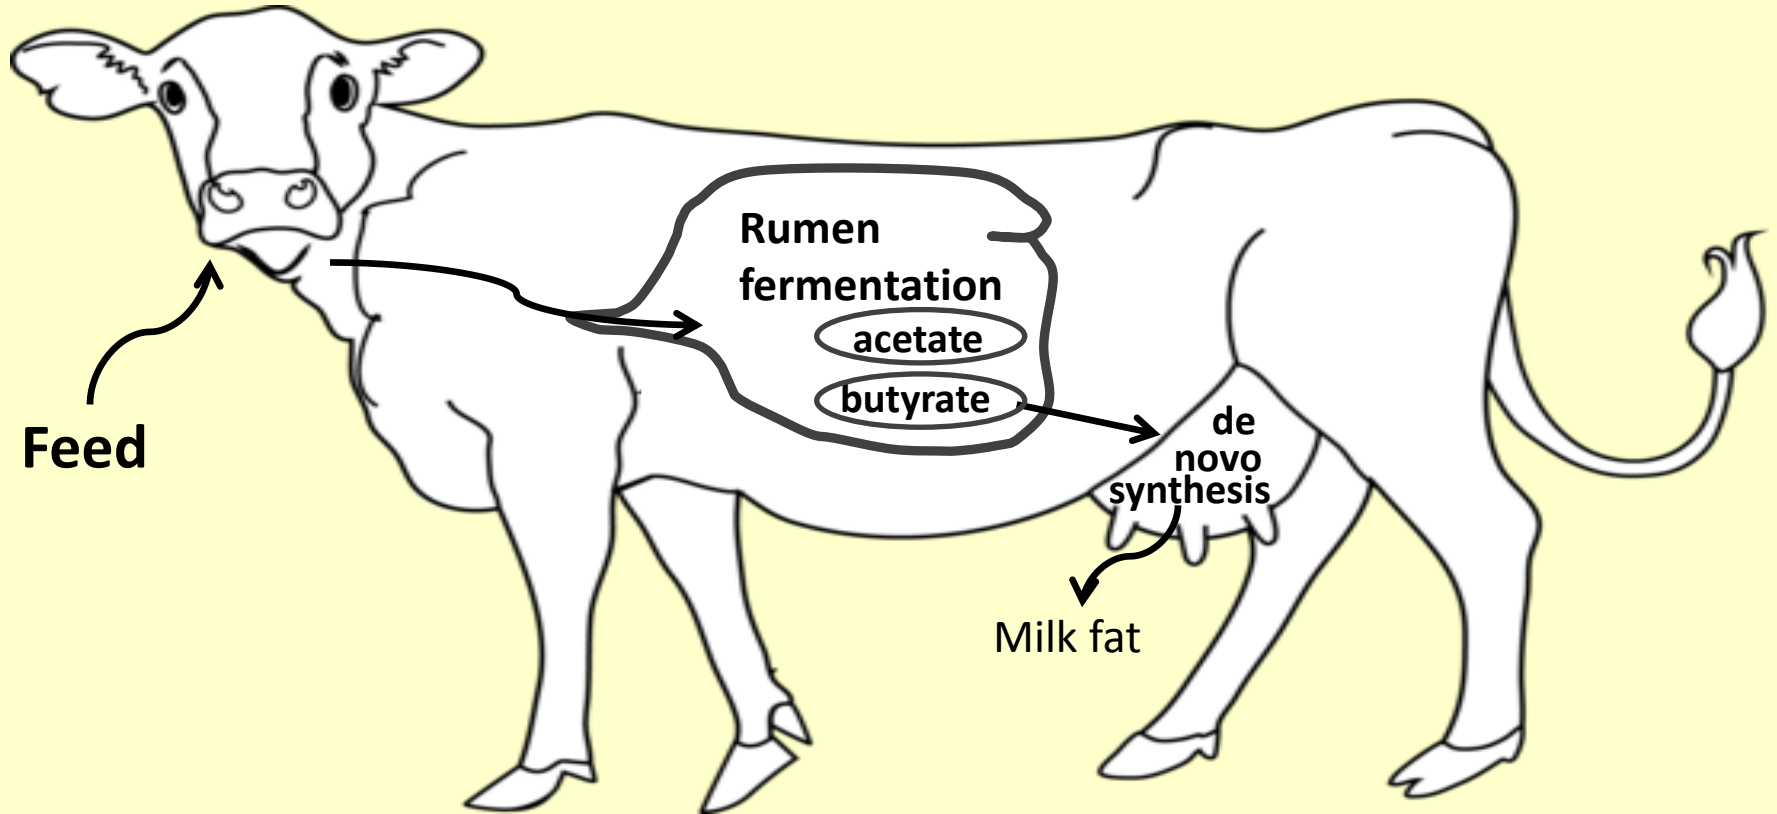 Feed
Rumen
fermentation
acetate
butyrate
de
novo
synthesis
Milk fat